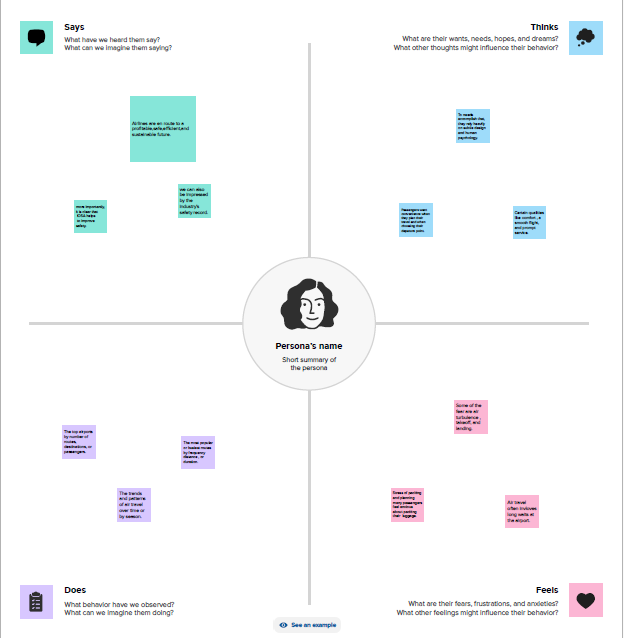 Says
What have we heard them say?
What can we imagine them saying?
Thinks
What are their wants, needs, hopes, and dreams?
What other thoughts might influence their behavior?
Airlines are en route to a
profitable,safe,efficient,and
sustainable future.
we can also
be impressed
by the
industry's
safety record.
more importantly,
it is clear that
IOSA helps
to improve
safety.
To needs
accomplish this,
they rely heavily
on subtle design
and human
psychology.
Passengers want
convenience when
they plan their
travel and when
choosing their
departure
Certain qualities
like comfort , a
smooth flight,
and prompt
service
Persona's name
Short summary of
the persona
The top airports
by number of
routes,
destinations, or
passengers.
The most popular
or busiest routes
by frequency
distance , or
duration.
The trends
and patterns
of air travel
over time or
by season.
Some of the
fear are air
turbulence ,
takeoff, and
landing.
Stress of packing
and planning
many passengers
feel anxious
about packing
their luggage.
Air travel
often involves
long waits at
the airport.
Does
What behavior have we observed?
What can we imagine them doing?
Feels
What are their fears, frustrations, and anxieties?
What other feelings might influence their behavior?
See an example